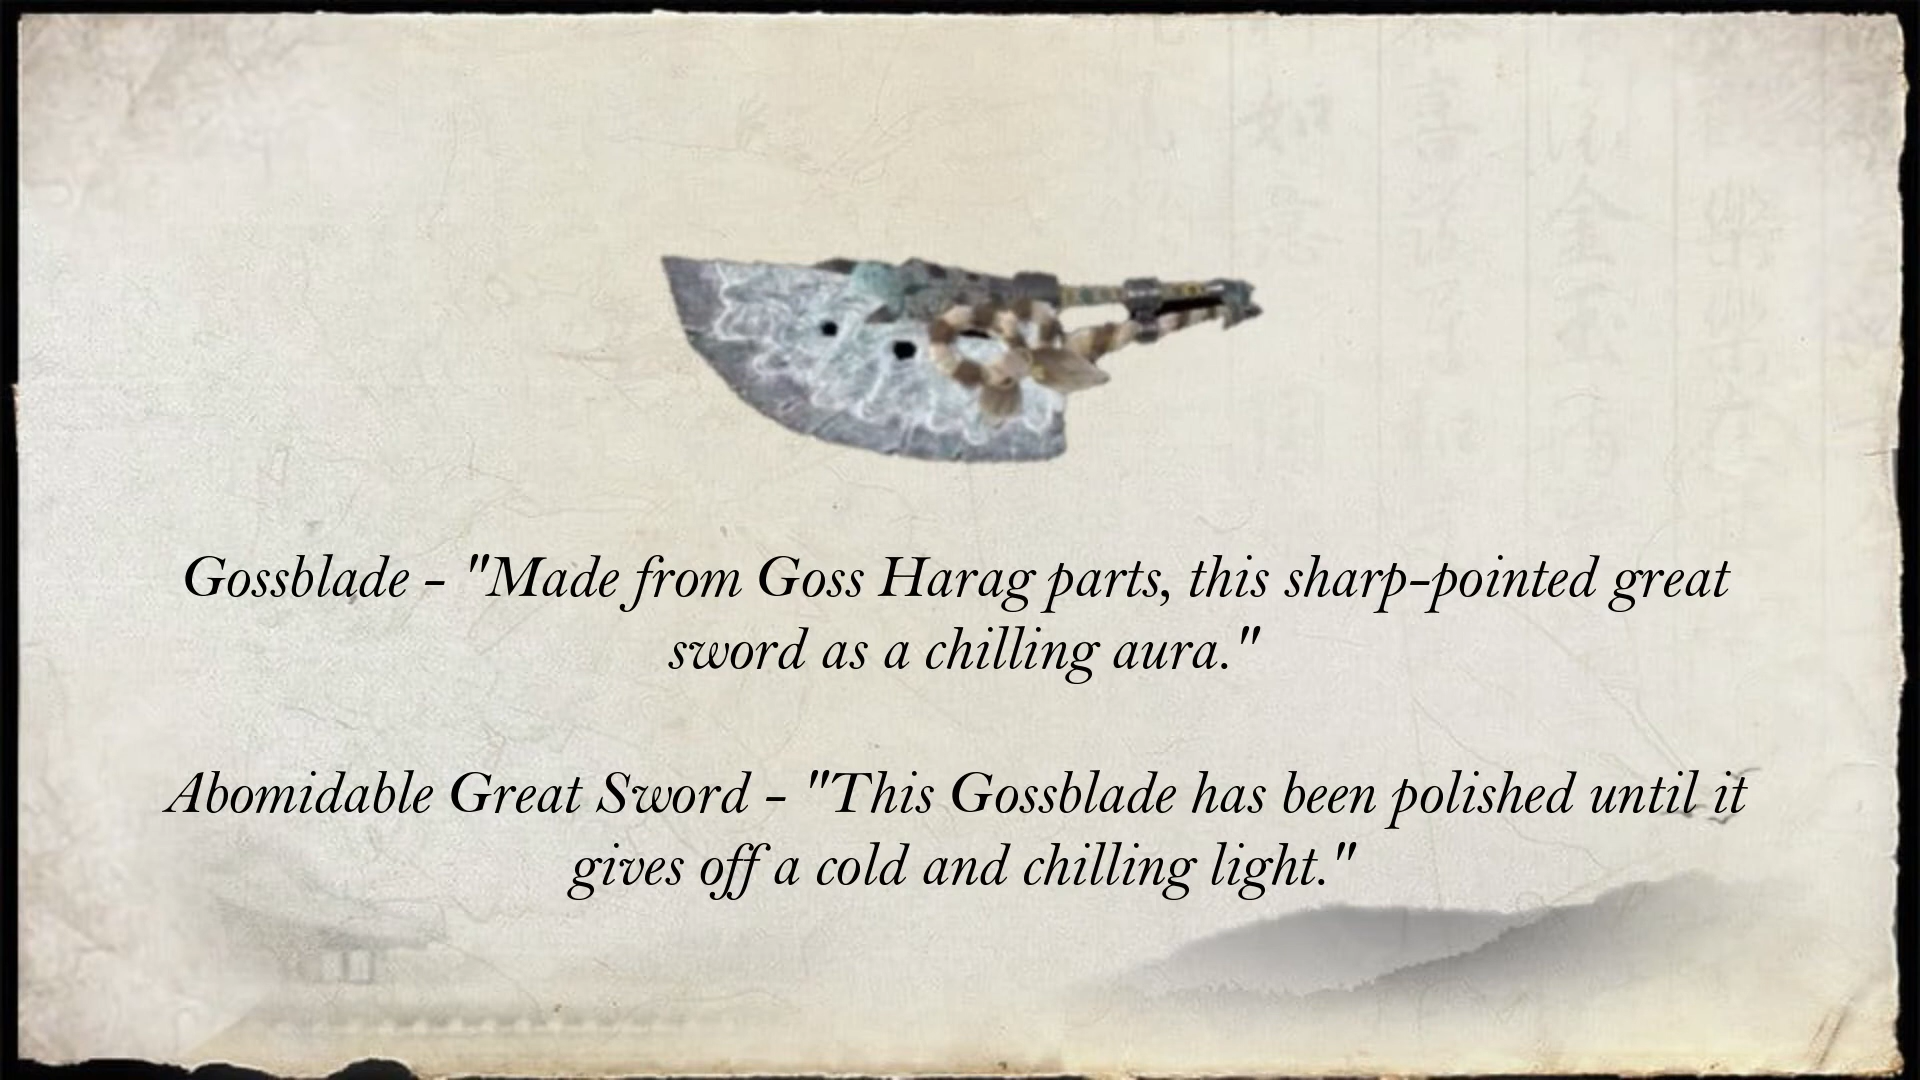 Gossblade - "Made from Goss Harag parts, this sharp-pointed great
sword as a chilling aura."
Abomidable Great Sword - "This Gossblade has been polished until it
gives off a cold and chilling light."